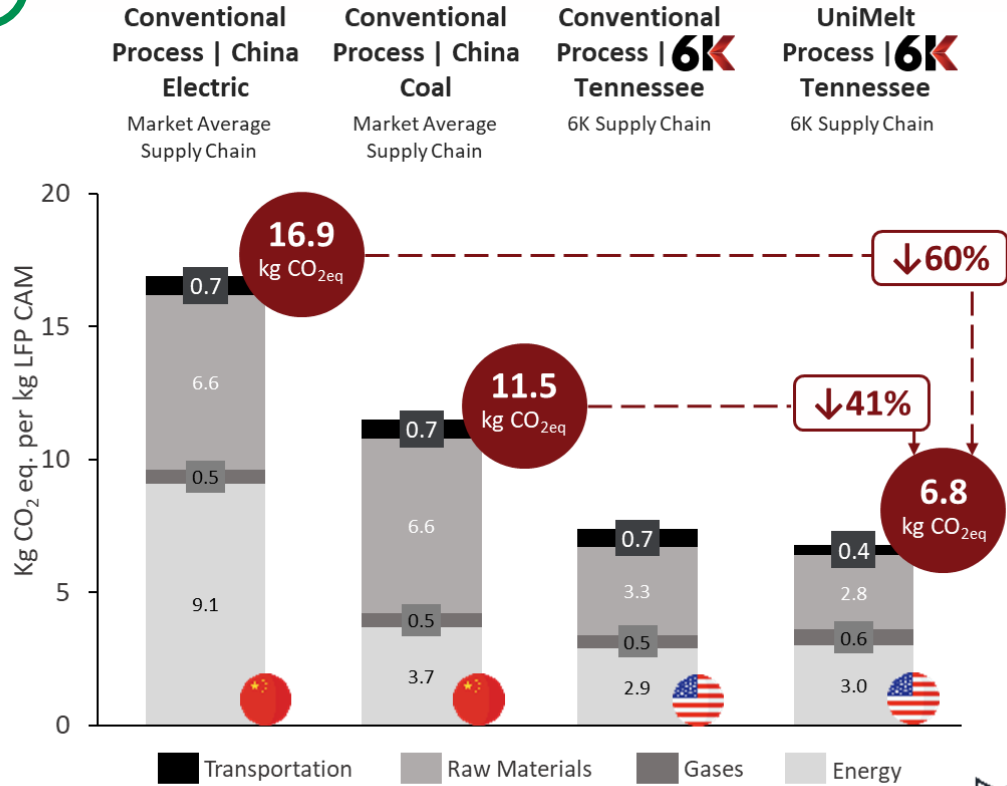 Conventional
Process | China
Electric
Market Average
Supply Chain
Conventional
Process | China
Coal
Market Average
Supply Chain
Conventional
Process | 6K
Tennessee
6K Supply Chain
UniMelt
Process | 6K
Tennessee
6K Supply Chain
Kg CO₂ eq. per kg LFP CAM
20
15
10
5
0
16.9
kg CO₂eq
0.7
6.6
0.5
9.1
11.5
kg CO₂eq
0.7
6.6
0.5
3.7
0.7
3.3
0.5
2.9
↓60%
↓41%
6.8
kg CO₂eq
0.4
2.8
0.6
3.0
Transportation
Raw Materials
Gases
Energy